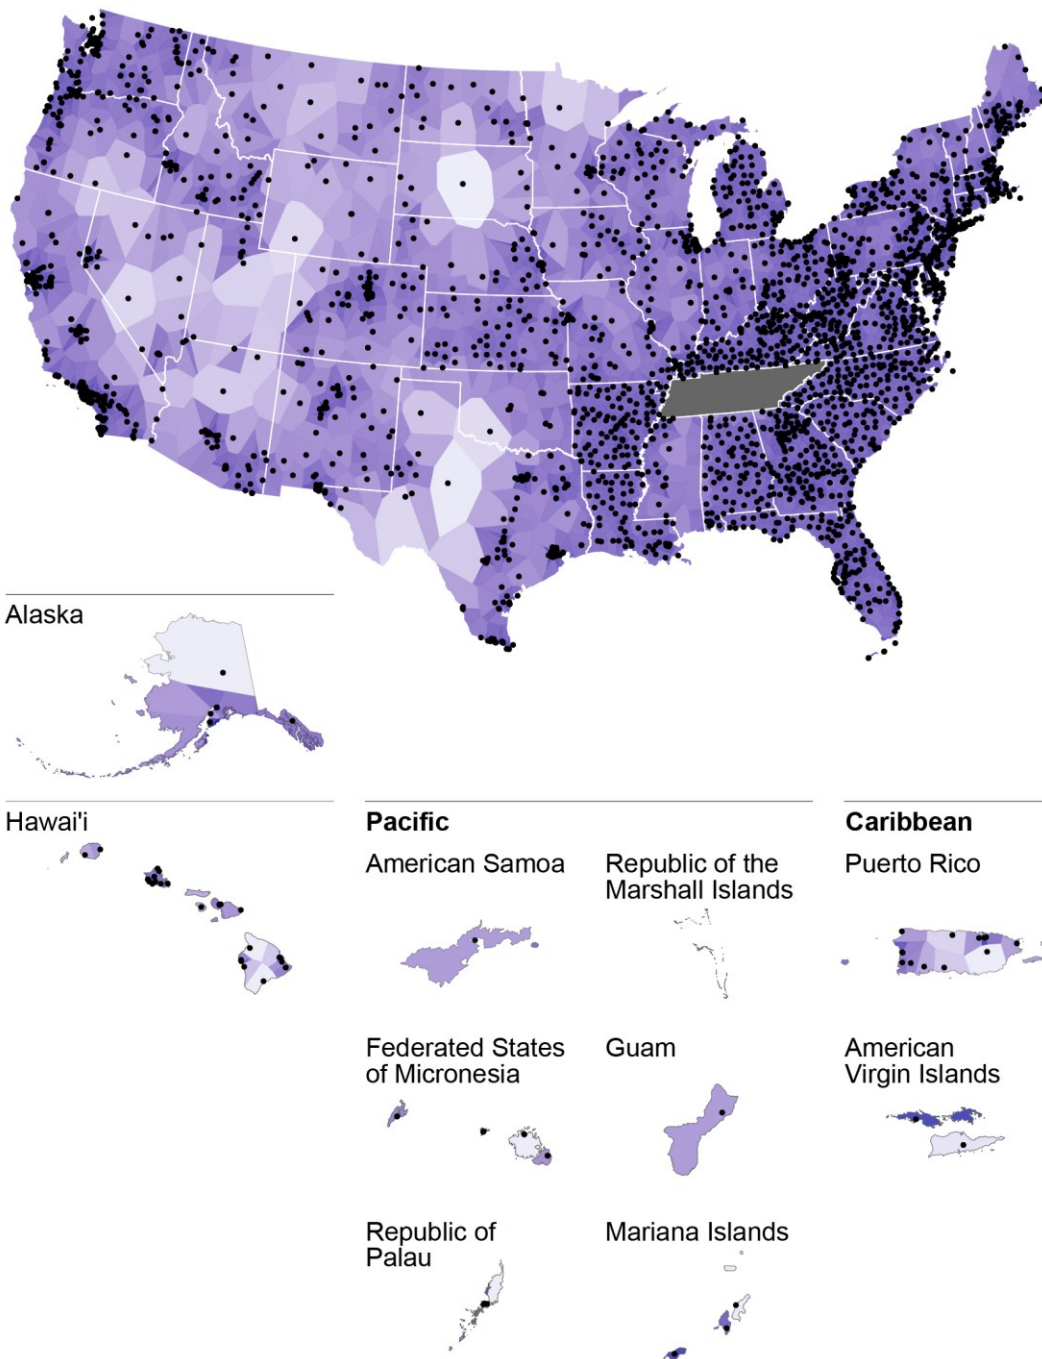 Alaska
Hawai'i
Pacific
Caribbean
American Samoa
Republic of the
Marshall Islands
Puerto Rico
Federated States
of Micronesia
Guam
American
Virgin Islands
Republic of
Palau
Mariana Islands